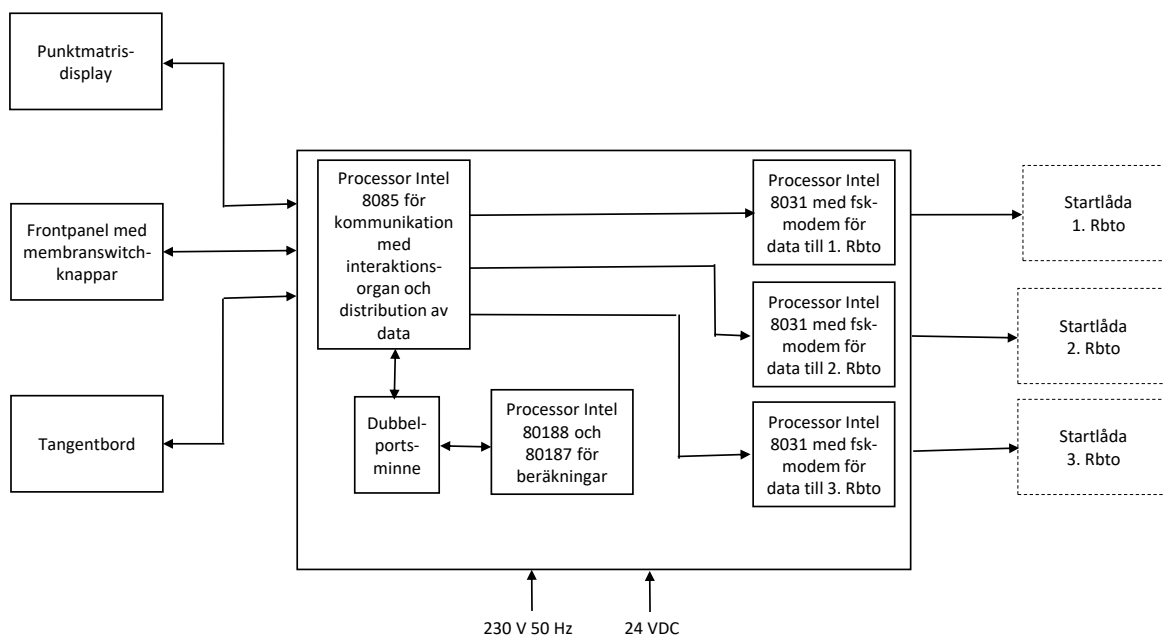 Punktmatris-
display
Frontpanel med
membranswitch-
knappar
Tangentbord
Processor Intel
8085 för
kommunikation
med
interaktions-
organ och
distribution av
data
Dubbel-
ports-
minne
Processor Intel
80188 och
80187 för
beräkningar
Processor Intel
8031 med fsk-
modem för
data till 1. Rbto
Processor Intel
8031 med fsk-
modem för
data till 2. Rbto
Processor Intel
8031 med fsk-
modem för
data till 3. Rbto
Startlåda
1. Rbto
Startlåda
2. Rbto
Startlåda
3. Rbto
230 V 50 Hz
24 VDC